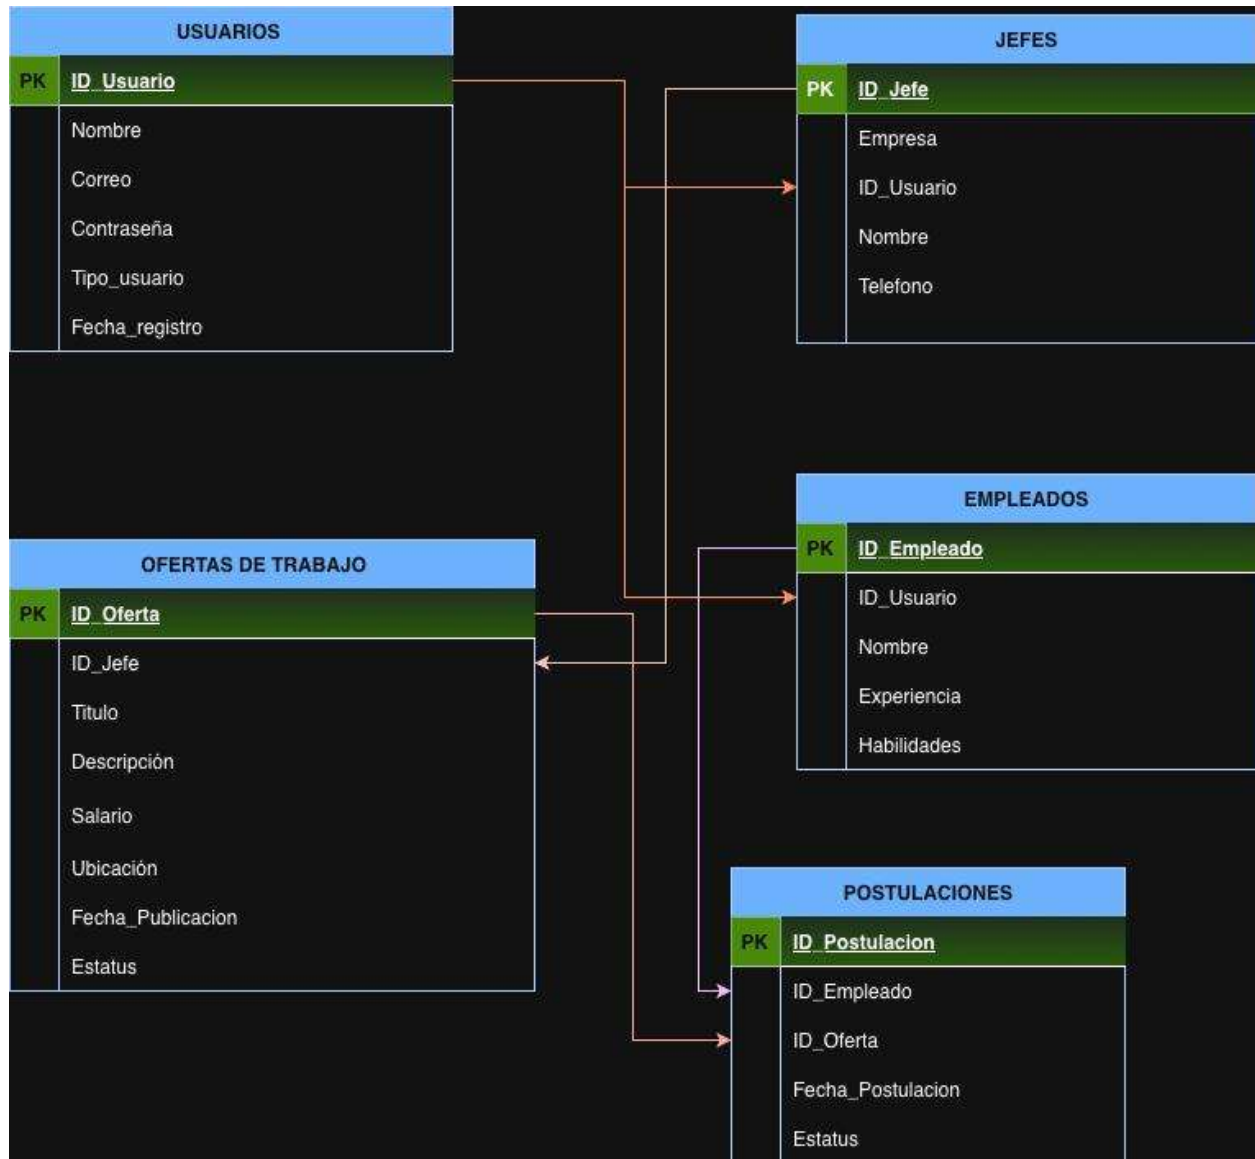 USUARIOS
PK ID_Usuario
Nombre
Correo
Contraseña
Tipo_usuario
Fecha_registro
JEFES
PK ID_Jefe
Empresa
ID_Usuario
Nombre
Telefono
OFERTAS DE TRABAJO
PK ID_Oferta
ID_Jefe
Titulo
Descripción
Salario
Ubicación
Fecha_Publicacion
Estatus
EMPLEADOS
PK ID_Empleado
ID_Usuario
Nombre
Experiencia
Habilidades
POSTULACIONES
PK ID_Postulacion
ID_Empleado
ID_Oferta
Fecha_Postulacion
Estatus